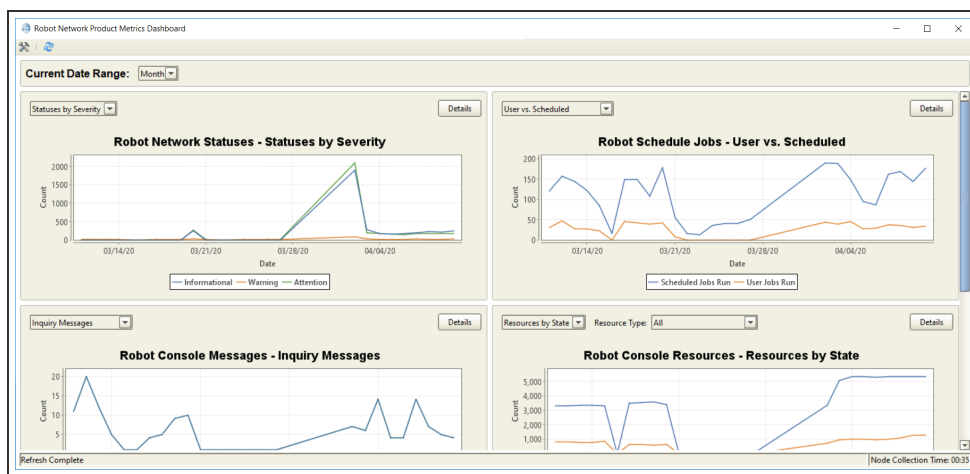 Robot Network Product Metrics Dashboard
Current Date Range: Month
Statuses by Severity Details
Robot Network Statuses - Statuses by Severity
Count
2000
1500
1000
500
0
03/14/20 03/21/20 03/28/20 04/04/20
Date
Informational Warning Attention
User vs. Scheduled Details
Robot Schedule Jobs - User vs. Scheduled
Count
200
150
100
50
0
03/14/20 03/21/20 03/28/20 04/04/20
Date
Scheduled Jobs Run User Jobs Run
Inquiry Messages Details
Robot Console Messages - Inquiry Messages
Count
20
15
10
5
Resources by State Resource Type: All Details
Robot Console Resources - Resources by State
Count
5,000
4,000
3,000
2,000
1,000
Refresh Complete Node Collection Time: 00:35